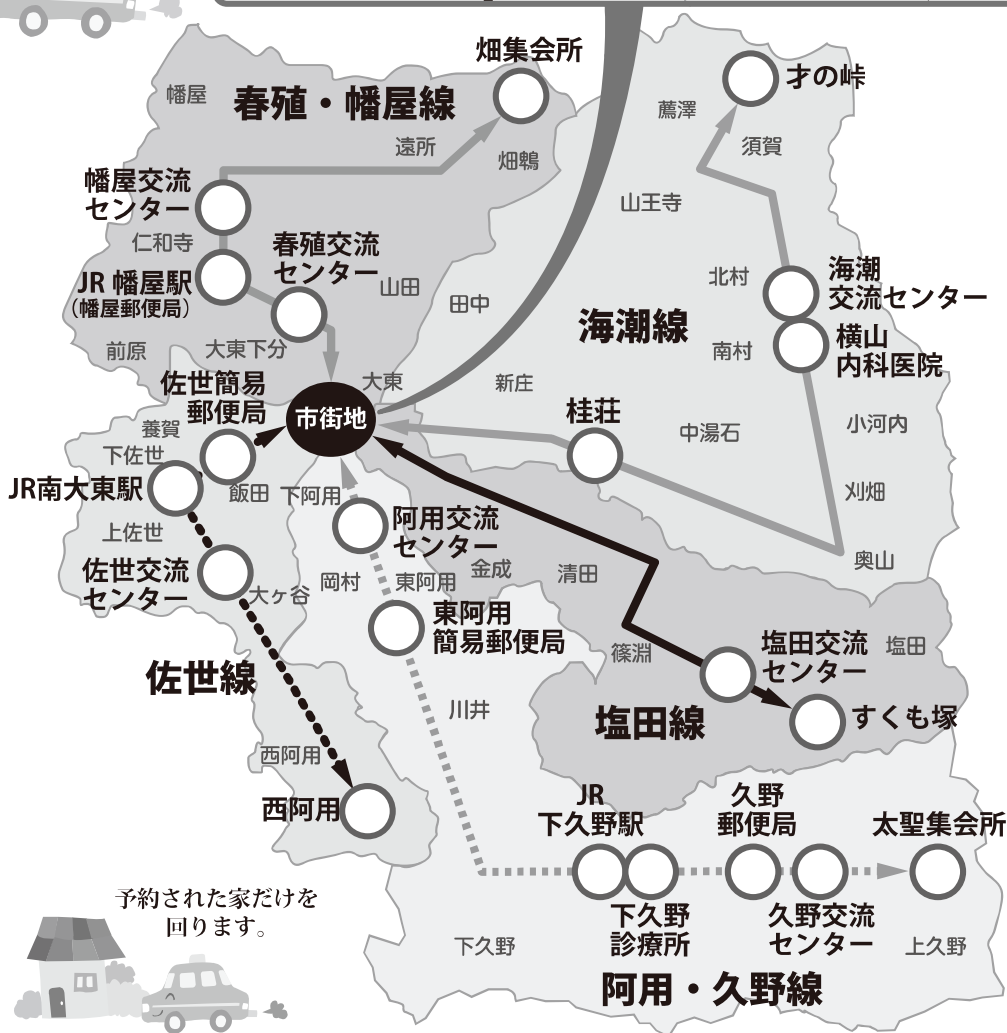 畑集会所
才の峠
幡屋
春殖・幡屋線
薦澤
遠所
須賀
畑鵯
幡屋交流
センター
山王寺
仁和寺
春殖交流
センター
JR 幡屋駅
(幡屋郵便局)
山田
田中
北村
海潮
交流センター
海潮線
前原
大東下分
南村
横山
内科医院
佐世簡易
郵便局
大東
新庄
市街地
桂荘
小河内
中湯石
養賀
下佐世
JR南大東駅
飯田
下阿用
刈畑
上佐世
阿用交流
センター
奥山
佐世交流
センター
大ヶ谷
岡村
東阿用
金成
清田
東阿用
簡易郵便局
篠淵
塩田交流
センター
塩田
佐世線
川井
塩田線
すくも塚
西阿用
西阿用
JR
下久野駅
久野
郵便局
太聖集会所
予約された家だけを
回ります。
下久野
診療所
久野交流
センター
下久野
上久野
阿用・久野線